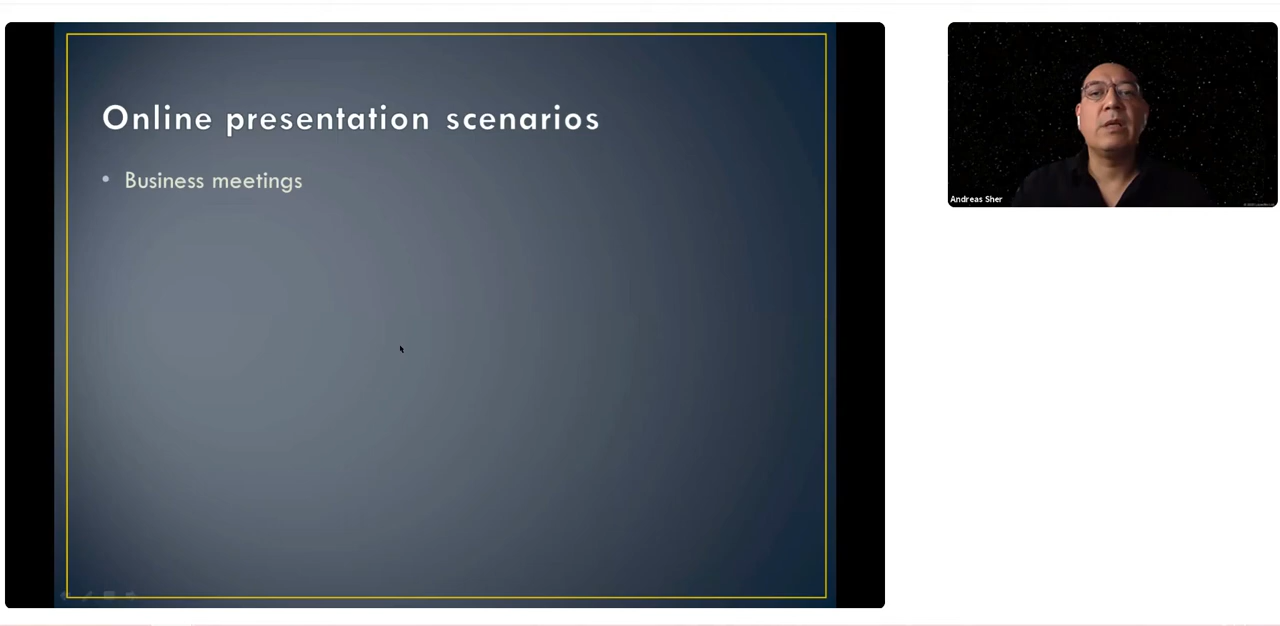 Online presentation scenarios
• Business meetings
Andreas Sher